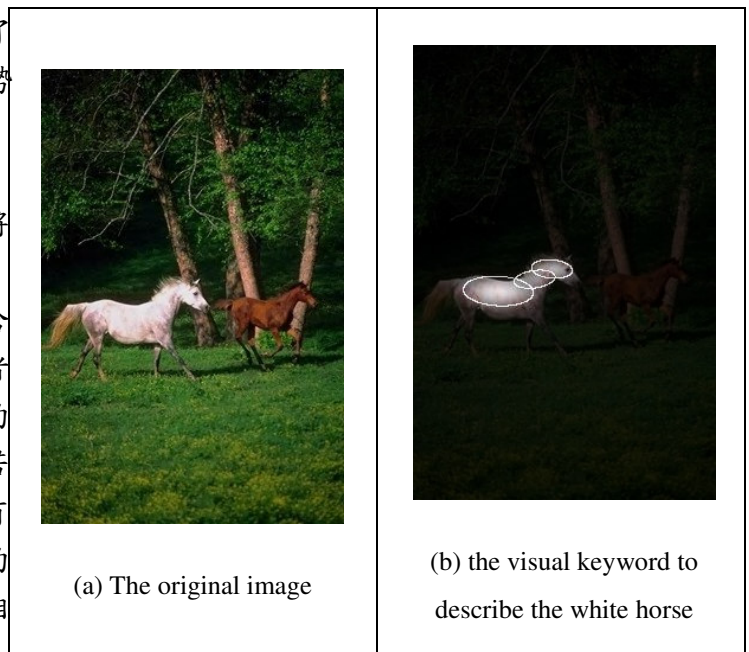 (a) The original image
(b) the visual keyword to
describe the white horse